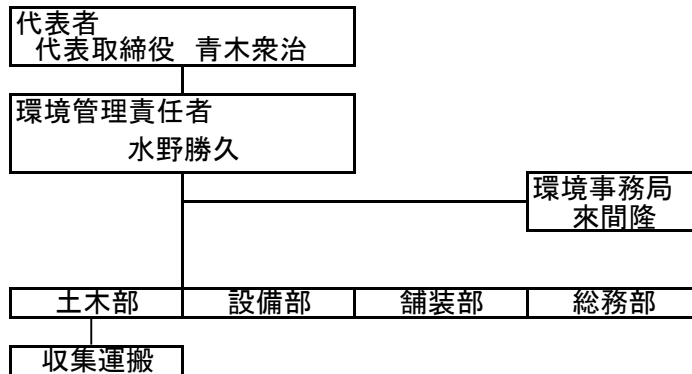 代表者
代表取締役 青木衆治
環境管理責任者
水野勝久
環境事務局
來間隆
土木部 設備部 舗装部 総務部
収集運搬